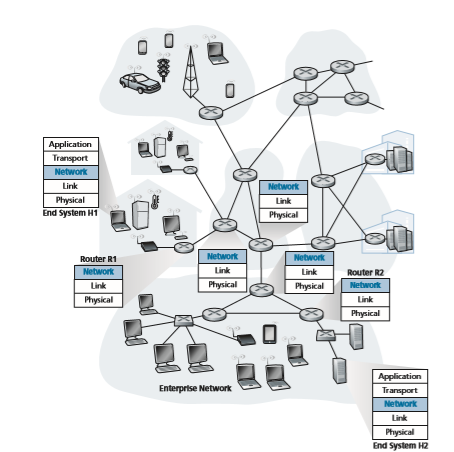 Application
Transport
Network
Link
Physical
End System H1
Network
Link
Physical
Router R1
Network
Link
Physical
Network
Link
Physical
Network
Link
Physical
Router R2
Network
Link
Physical
Enterprise Network
Application
Transport
Network
Link
Physical
End System H2